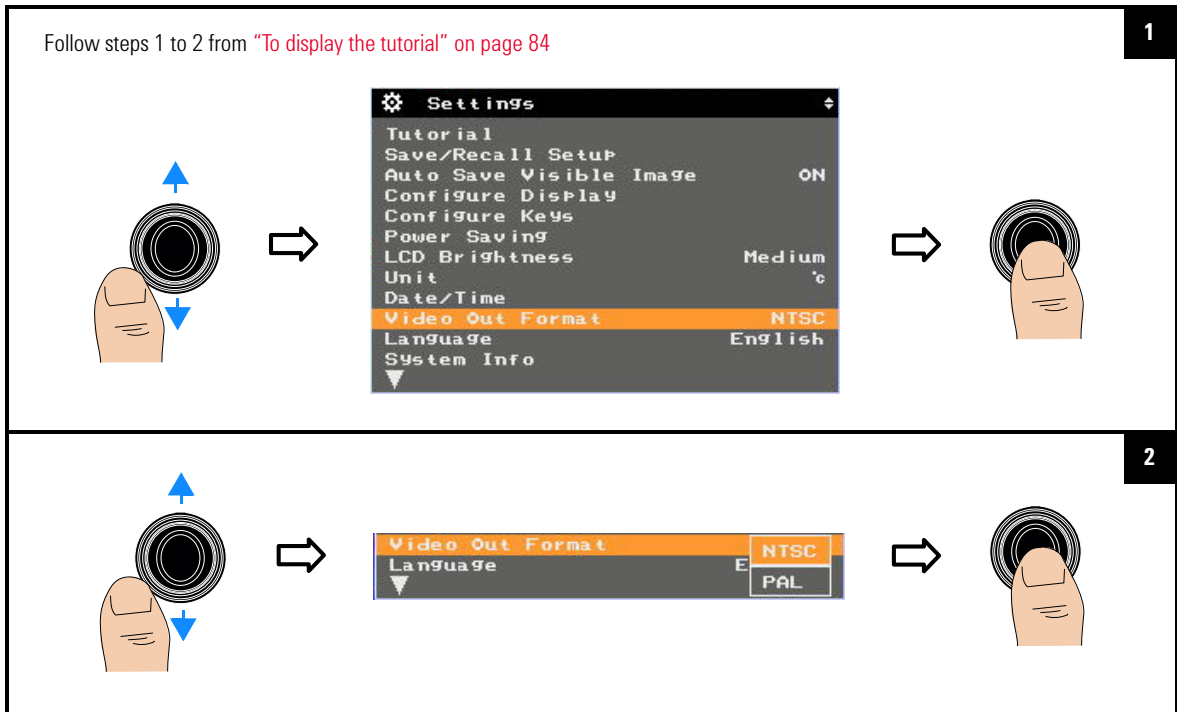 1
Follow steps 1 to 2 from “To display the tutorial” on page 84
Settings
Tutorial
Save/Recall Setup
Auto Save Visible Image ON
Configure Display
Configure Keys
Power Saving
LCD Brightness Medium
Unit °c
Date/Time
Video Out Format NTSC
Language English
System Info
2
Video Out Format NTSC
Language E
PAL